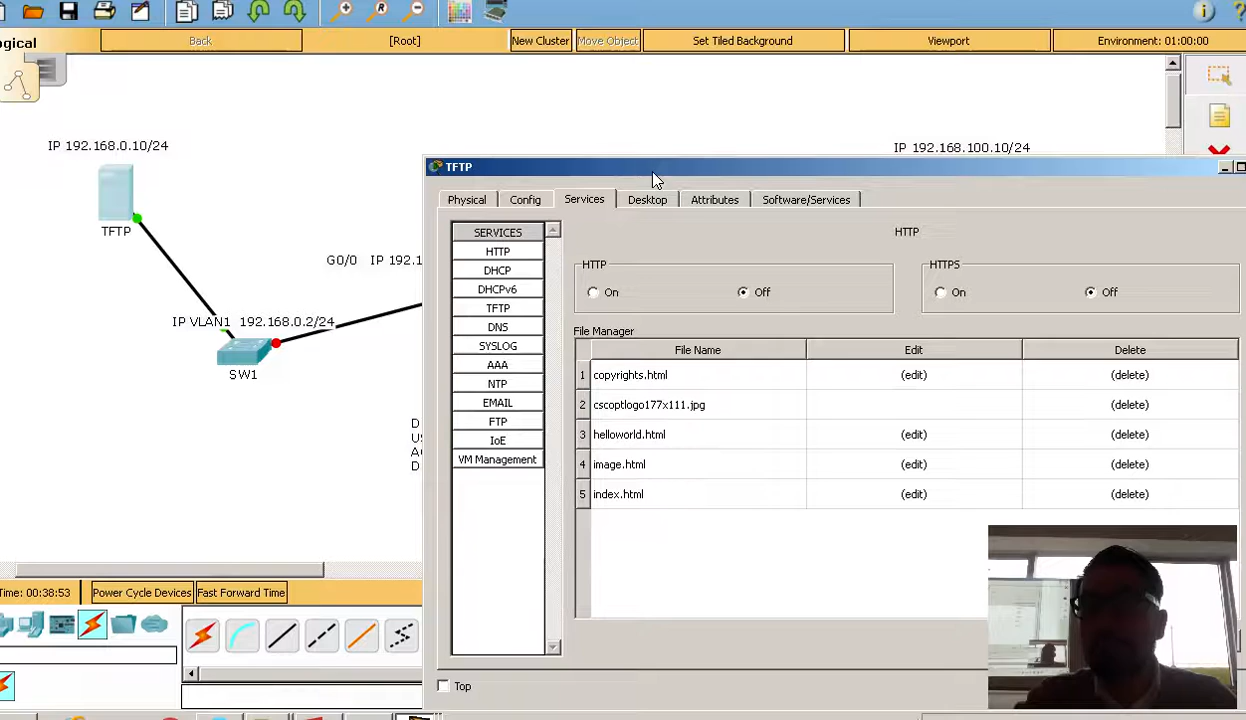 gical
Back
[Root]
New Cluster
Move Object
Set Tiled Background
Viewport
Environment: 01:00:00
IP 192.168.0.10/24
TFTP
IP 192.168.100.10/24
G0/0 IP 192.1
IP VLAN1 192.168.0.2/24
SW1
D
US
AC
D
TFTP
Physical
Config
Services
Desktop
Attributes
Software/Services
SERVICES
HTTP
DHCP
DHCPv6
TFTP
DNS
SYSLOG
AAA
NTP
EMAIL
FTP
IoE
VM Management
HTTP
HTTP
On
Off
HTTPS
On
Off
File Manager
File Name Edit Delete
1 copyrights.html (edit) (delete)
2 cscoptlogo177x111.jpg (delete)
3 helloworld.html (edit) (delete)
4 image.html (edit) (delete)
5 index.html (edit) (delete)
Top
Time: 00:38:53
Power Cycle Devices
Fast Forward Time